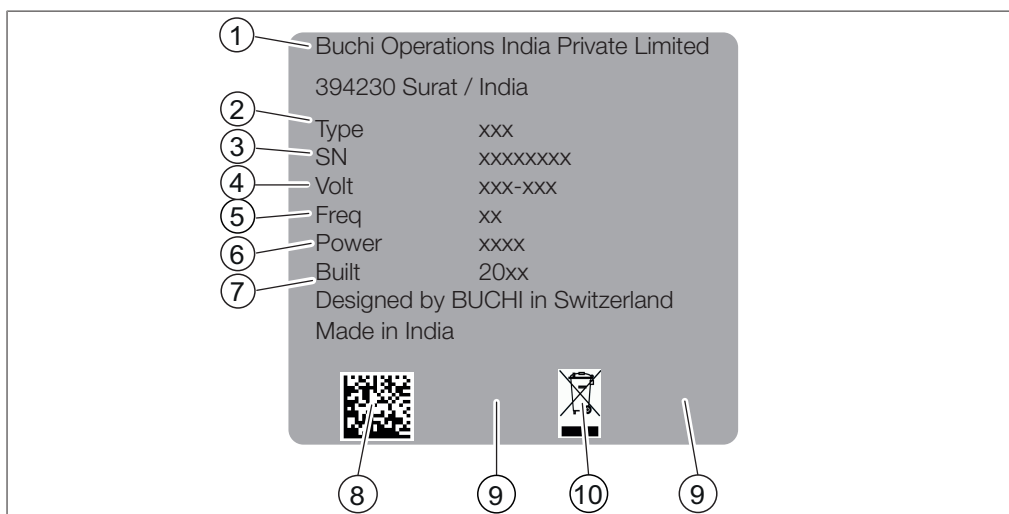 1 Buchi Operations India Private Limited
394230 Surat / India
2 Type xxx
3 SN xxxxxxxx
4 Volt xxx-xxx
5 Freq xx
6 Power xxxx
7 Built 20xx
Designed by BUCHI in Switzerland
Made in India
8 9 10 9